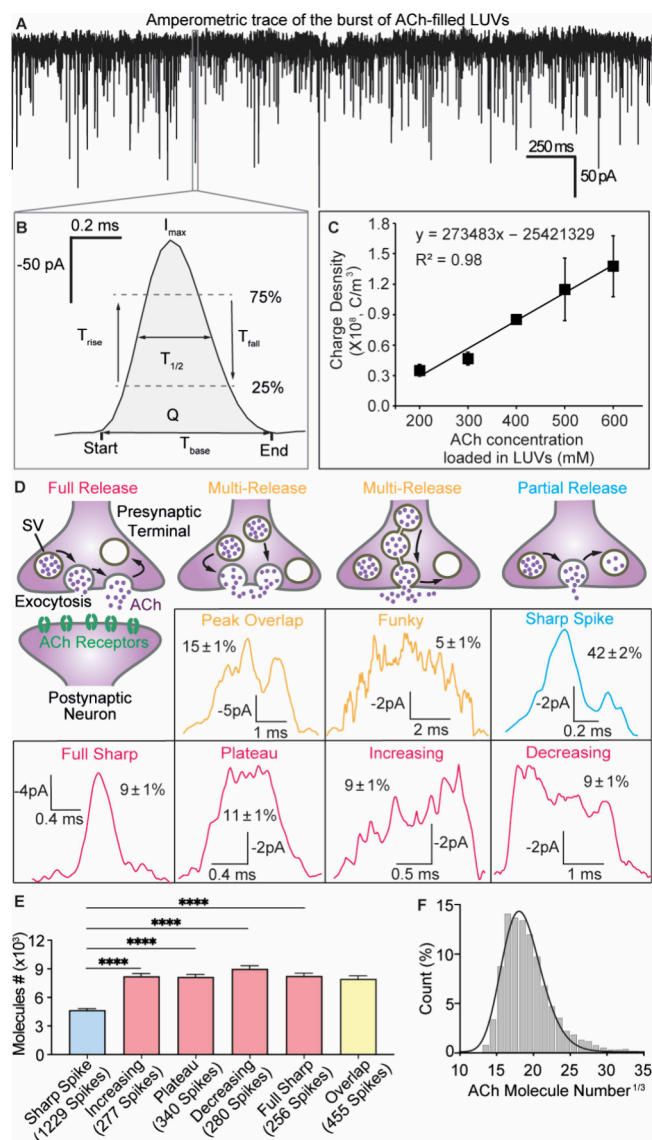 A Amperometric trace of the burst of ACh-filled LUVs
250 ms
50 pA
B 0.2 ms
-50 pA
Imax
75%
Trise
Tfall
T1/2
25%
Q
Start Tbase End
C y = 273483x − 25421329
R² = 0.98
Charge Desnsity
(X10⁸, C/m³)
1.8
1.5
1.2
0.9
0.6
0.3
0.0
200 300 400 500 600
ACh concentration
loaded in LUVs (mM)
D Full Release Multi-Release Multi-Release Partial Release
SV
Presynaptic
Terminal
Exocytosis
ACh
ACh Receptors
Postsynaptic
Neuron
Peak Overlap
15±1%
-5pA
1 ms
Funky
5±1%
-2pA
2 ms
Sharp Spike
42±2%
-2pA
0.2 ms
Full Sharp
-4pA
0.4 ms
9±1%
Plateau
11±1%
-2pA
0.4 ms
Increasing
9±1%
-2pA
0.5 ms
Decreasing
9±1%
-2pA
1 ms
E
****
****
****
****
Molecules # (x10³)
12
9
6
3
0
Sharp Spike
(1229 Spikes)
Increasing
(277 Spikes)
Plateau
(340 Spikes)
Decreasing
(280 Spikes)
Full Sharp
(256 Spikes)
Overlap
(455 Spikes)
F
Count (%)
15
10
5
0
10 15 20 25 30 35
ACh Molecule Number¹/³